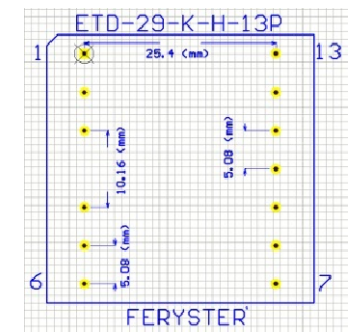 ETD-29-K-H-13P
1 25.4 (mm) 13
10.16 (mm)
5.08 (mm)
5.08 (mm)
6 7
FERYSTER